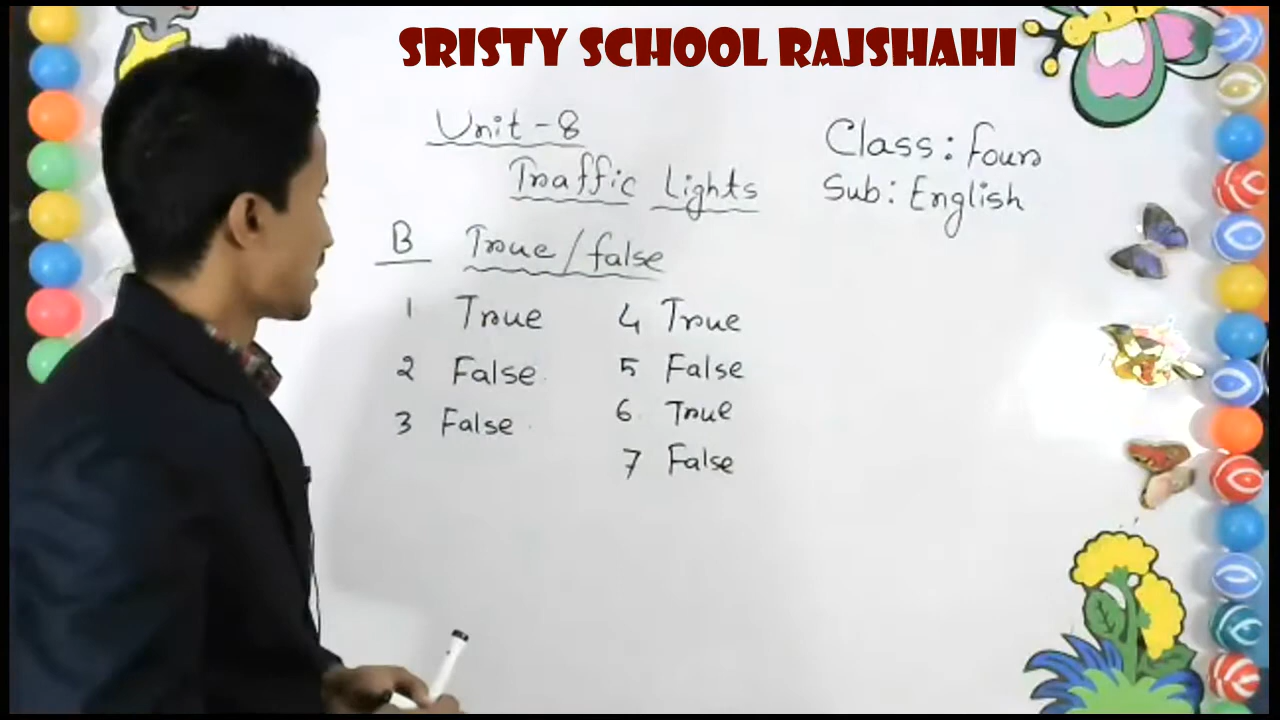 SRISTY SCHOOL RAJSHAHI
Unit-8
Traffic Lights
Class: Four
Sub: English
B True/false
1 True
2 False
3 False
4 True
5 False
6 True
7 False